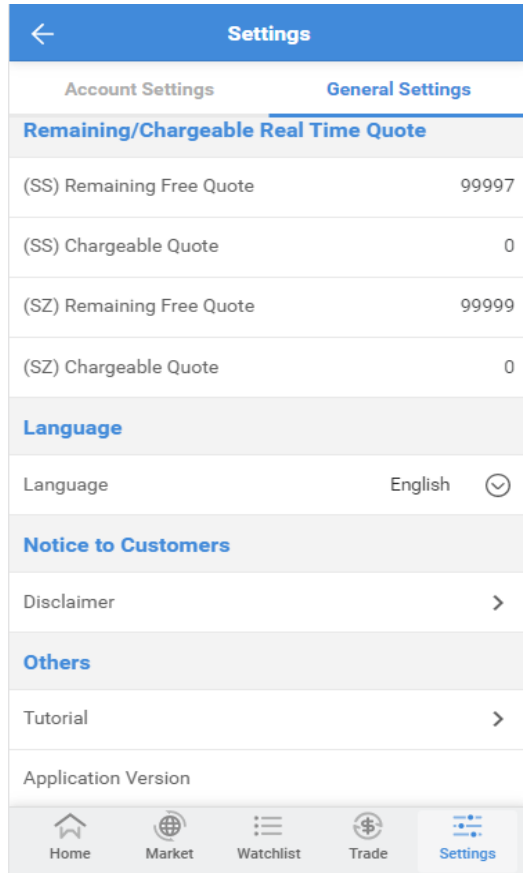 Settings
Account Settings General Settings
Remaining/Chargeable Real Time Quote
(SS) Remaining Free Quote 99997
(SS) Chargeable Quote 0
(SZ) Remaining Free Quote 99999
(SZ) Chargeable Quote 0
Language
Language English
Notice to Customers
Disclaimer
Others
Tutorial
Application Version
Home Market Watchlist Trade Settings